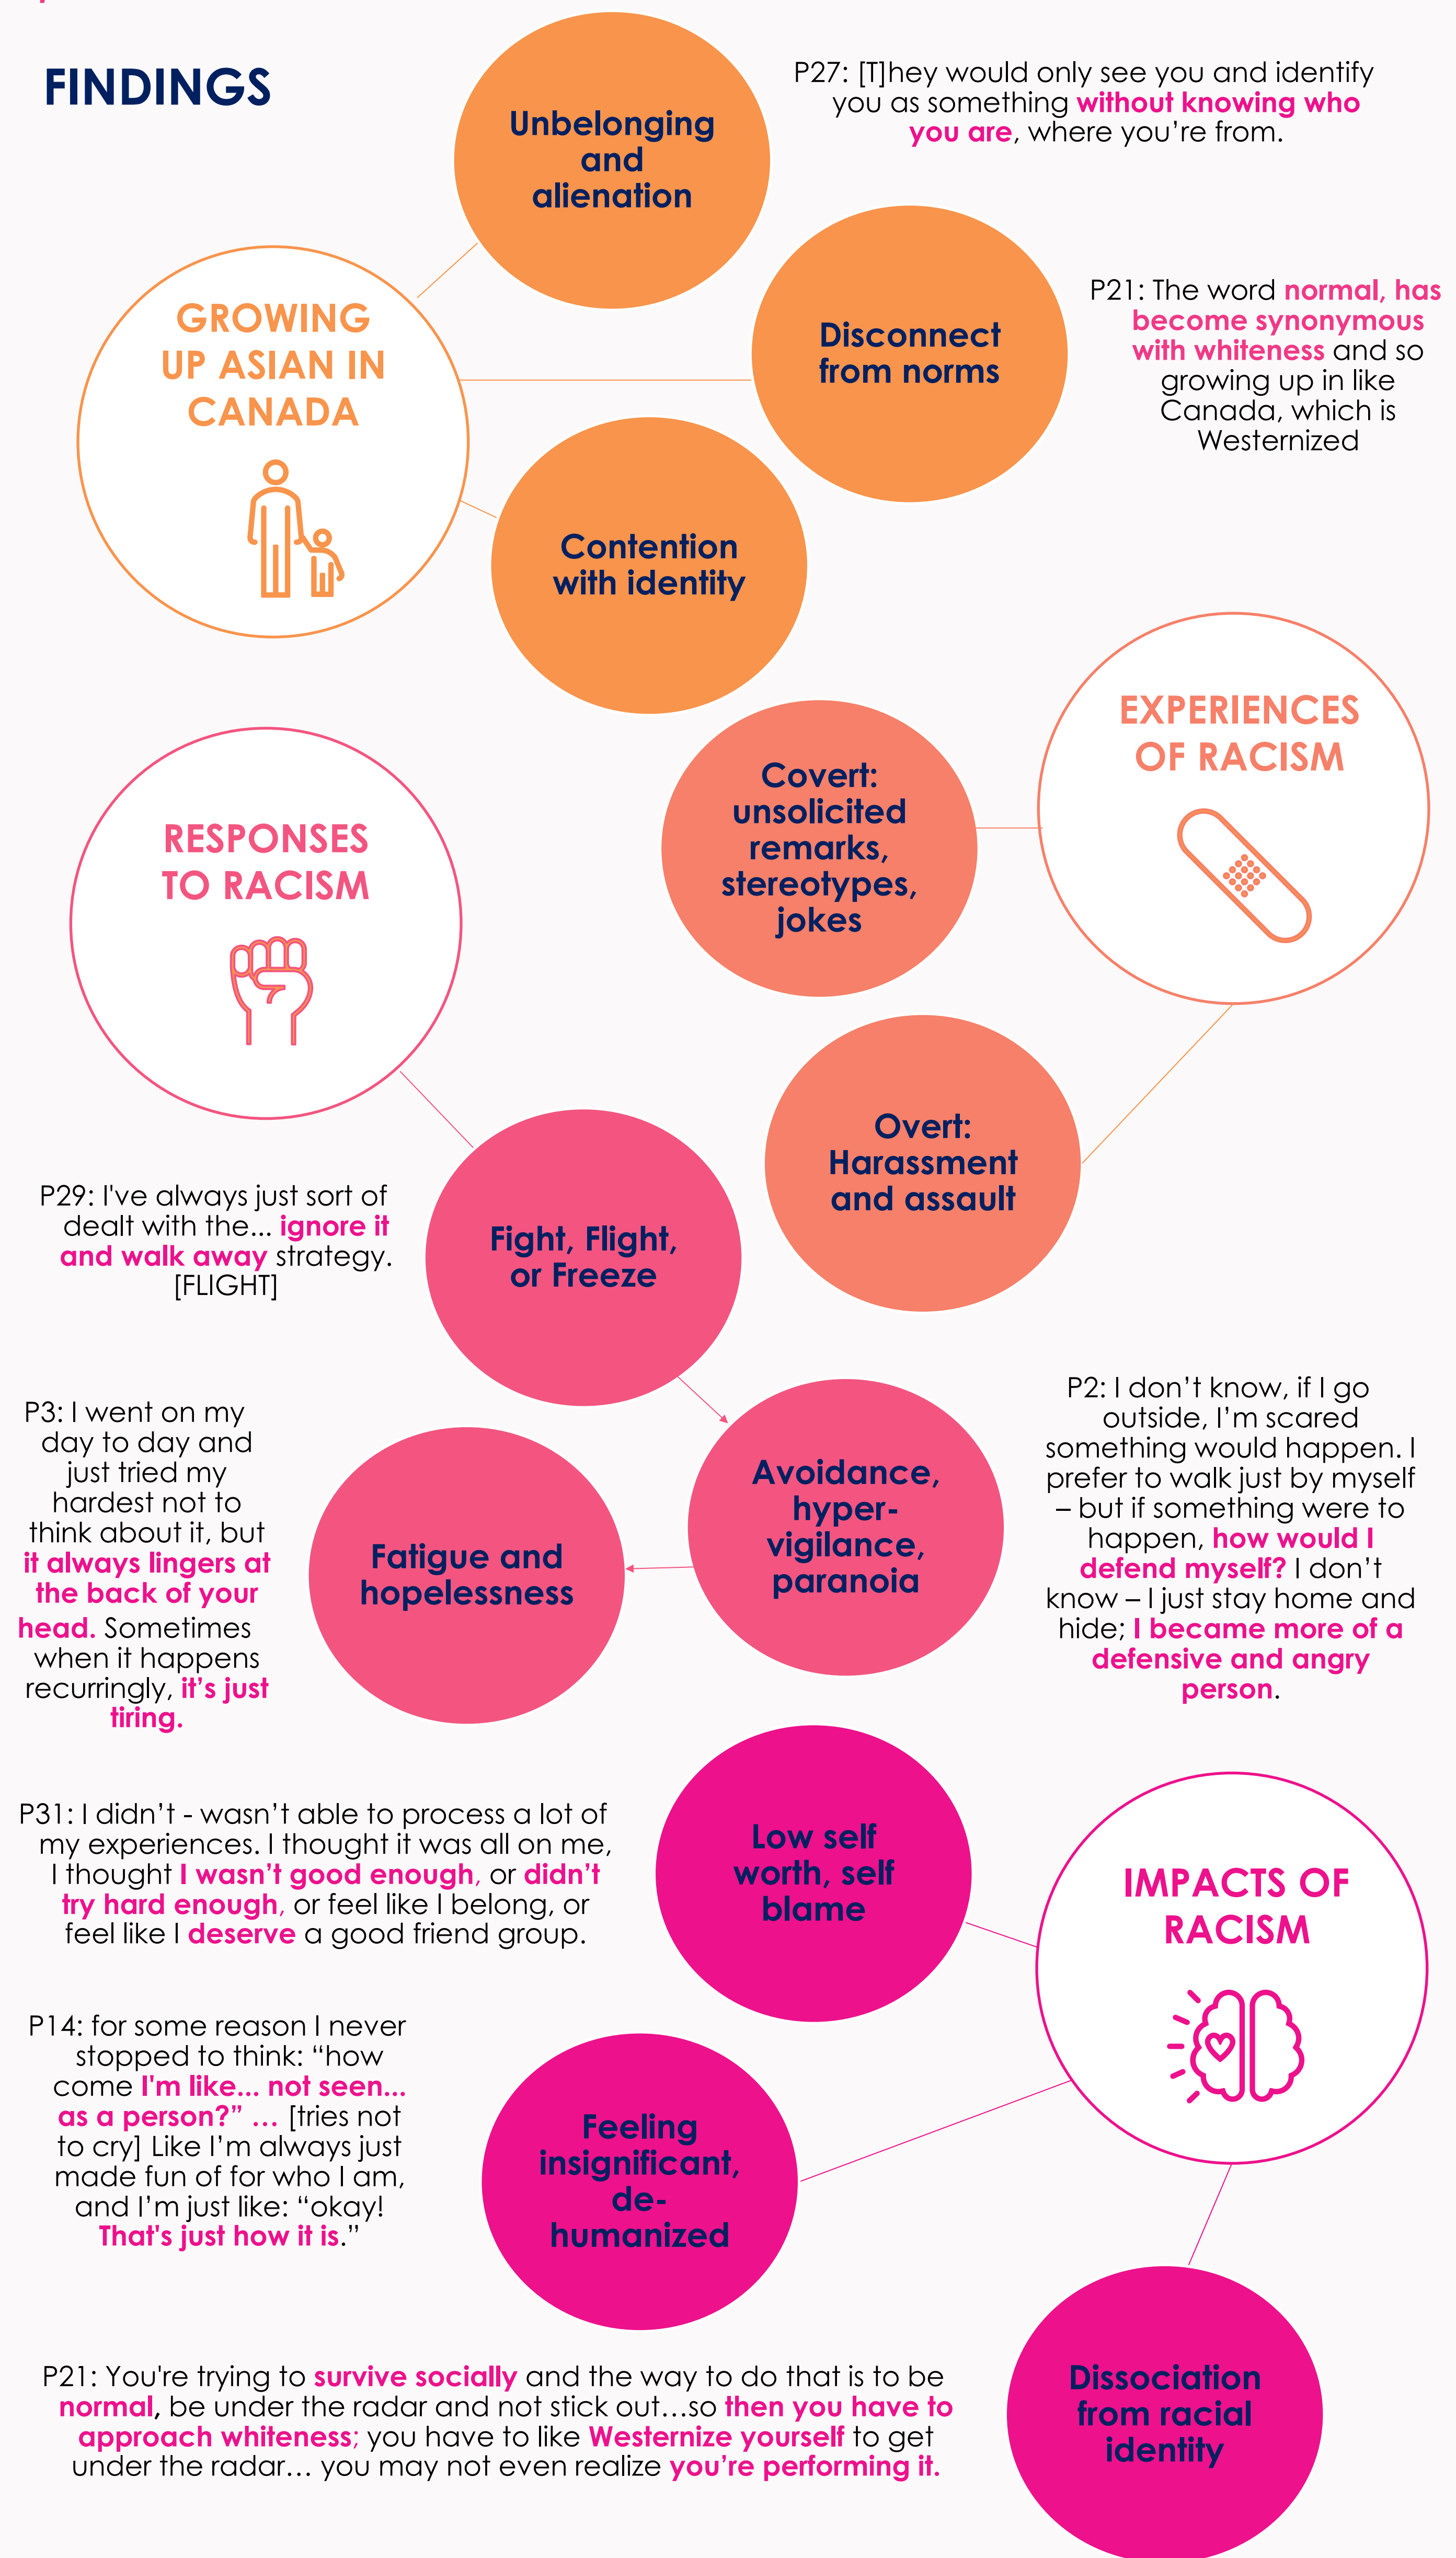 FINDINGS
Unbelonging
and
alienation
P27: [T]hey would only see you and identify
you as something without knowing who
you are, where you’re from.
GROWING
UP ASIAN IN
CANADA
Disconnect
from norms
P21: The word normal, has
become synonymous
with whiteness and so
growing up in like
Canada, which is
Westernized
Contention
with identity
EXPERIENCES
OF RACISM
Covert:
unsolicited
remarks,
stereotypes,
jokes
Overt:
Harassment
and assault
RESPONSES
TO RACISM
Fight, Flight,
or Freeze
P29: I've always just sort of
dealt with the... ignore it
and walk away strategy.
[FLIGHT]
Avoidance,
hyper-
vigilance,
paranoia
P2: I don’t know, if I go
outside, I’m scared
something would happen. I
prefer to walk just by myself
– but if something were to
happen, how would I
defend myself? I don’t
know – I just stay home and
hide; I became more of a
defensive and angry
person.
Fatigue and
hopelessness
P3: I went on my
day to day and
just tried my
hardest not to
think about it, but
it always lingers at
the back of your
head. Sometimes
when it happens
recurringly, it’s just
tiring.
IMPACTS OF
RACISM
Low self
worth, self
blame
P31: I didn’t - wasn’t able to process a lot of
my experiences. I thought it was all on me,
I thought I wasn’t good enough, or didn’t
try hard enough, or feel like I belong, or
feel like I deserve a good friend group.
Feeling
insignificant,
de-
humanized
P14: for some reason I never
stopped to think: “how
come I'm like... not seen...
as a person?” … [tries not
to cry] Like I’m always just
made fun of for who I am,
and I’m just like: “okay!
That's just how it is.”
Dissociation
from racial
identity
P21: You're trying to survive socially and the way to do that is to be
normal, be under the radar and not stick out…so then you have to
approach whiteness; you have to like Westernize yourself to get
under the radar… you may not even realize you’re performing it.